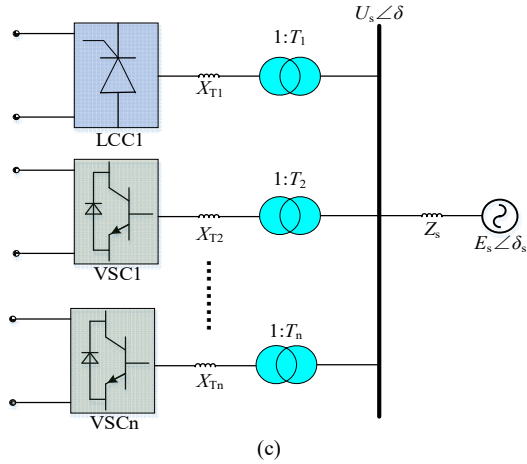 U_s∠δ
1:T_1
X_T1
LCC1
1:T_2
X_T2
VSC1
Z_s
E_s∠δ_s
1:T_n
X_Tn
VSCn
(c)